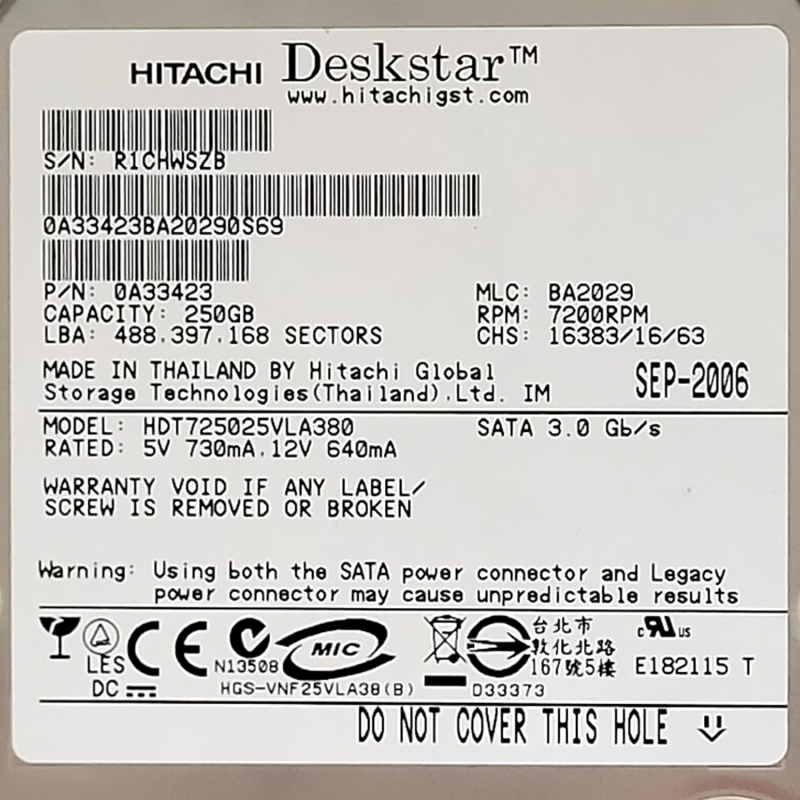 HITACHI Deskstar™
www.hitachigst.com
S/N: R1CHWSZB
0A33423BA20290S69
P/N: 0A33423 MLC: BA2029
CAPACITY: 250GB RPM: 7200RPM
LBA: 488,397,168 SECTORS CHS: 16383/16/63
MADE IN THAILAND BY Hitachi Global
Storage Technologies(Thailand),Ltd. IM SEP-2006
MODEL: HDT725025VLA380 SATA 3.0 Gb/s
RATED: 5V 730mA,12V 640mA
WARRANTY VOID IF ANY LABEL/
SCREW IS REMOVED OR BROKEN
Warning: Using both the SATA power connector and Legacy
power connector may cause unpredictable results
LES CE N13508 MIC 台北市 c RU us
敦化北路
167號5樓 E182115 T
DC HGS-VNF25VLA38(B) D33373
DO NOT COVER THIS HOLE